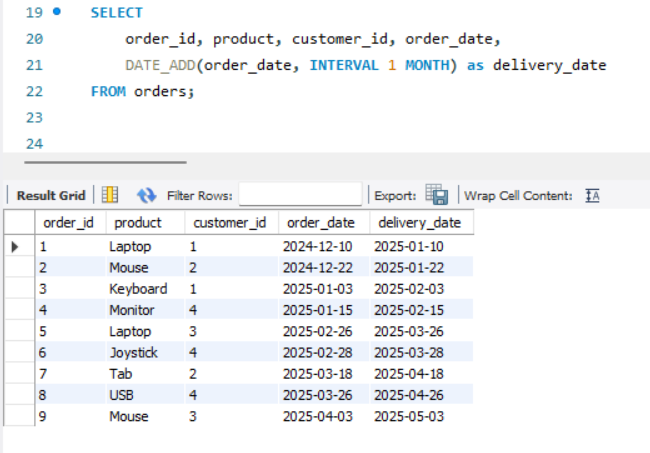 19 SELECT
20 order_id, product, customer_id, order_date,
21 DATE_ADD(order_date, INTERVAL 1 MONTH) as delivery_date
22 FROM orders;
23
24
Result Grid Filter Rows: Export: Wrap Cell Content:
order_id product customer_id order_date delivery_date
1 Laptop 1 2024-12-10 2025-01-10
2 Mouse 2 2024-12-22 2025-01-22
3 Keyboard 1 2025-01-03 2025-02-03
4 Monitor 4 2025-01-15 2025-02-15
5 Laptop 3 2025-02-26 2025-03-26
6 Joystick 4 2025-02-28 2025-03-28
7 Tab 2 2025-03-18 2025-04-18
8 USB 4 2025-03-26 2025-04-26
9 Mouse 3 2025-04-03 2025-05-03